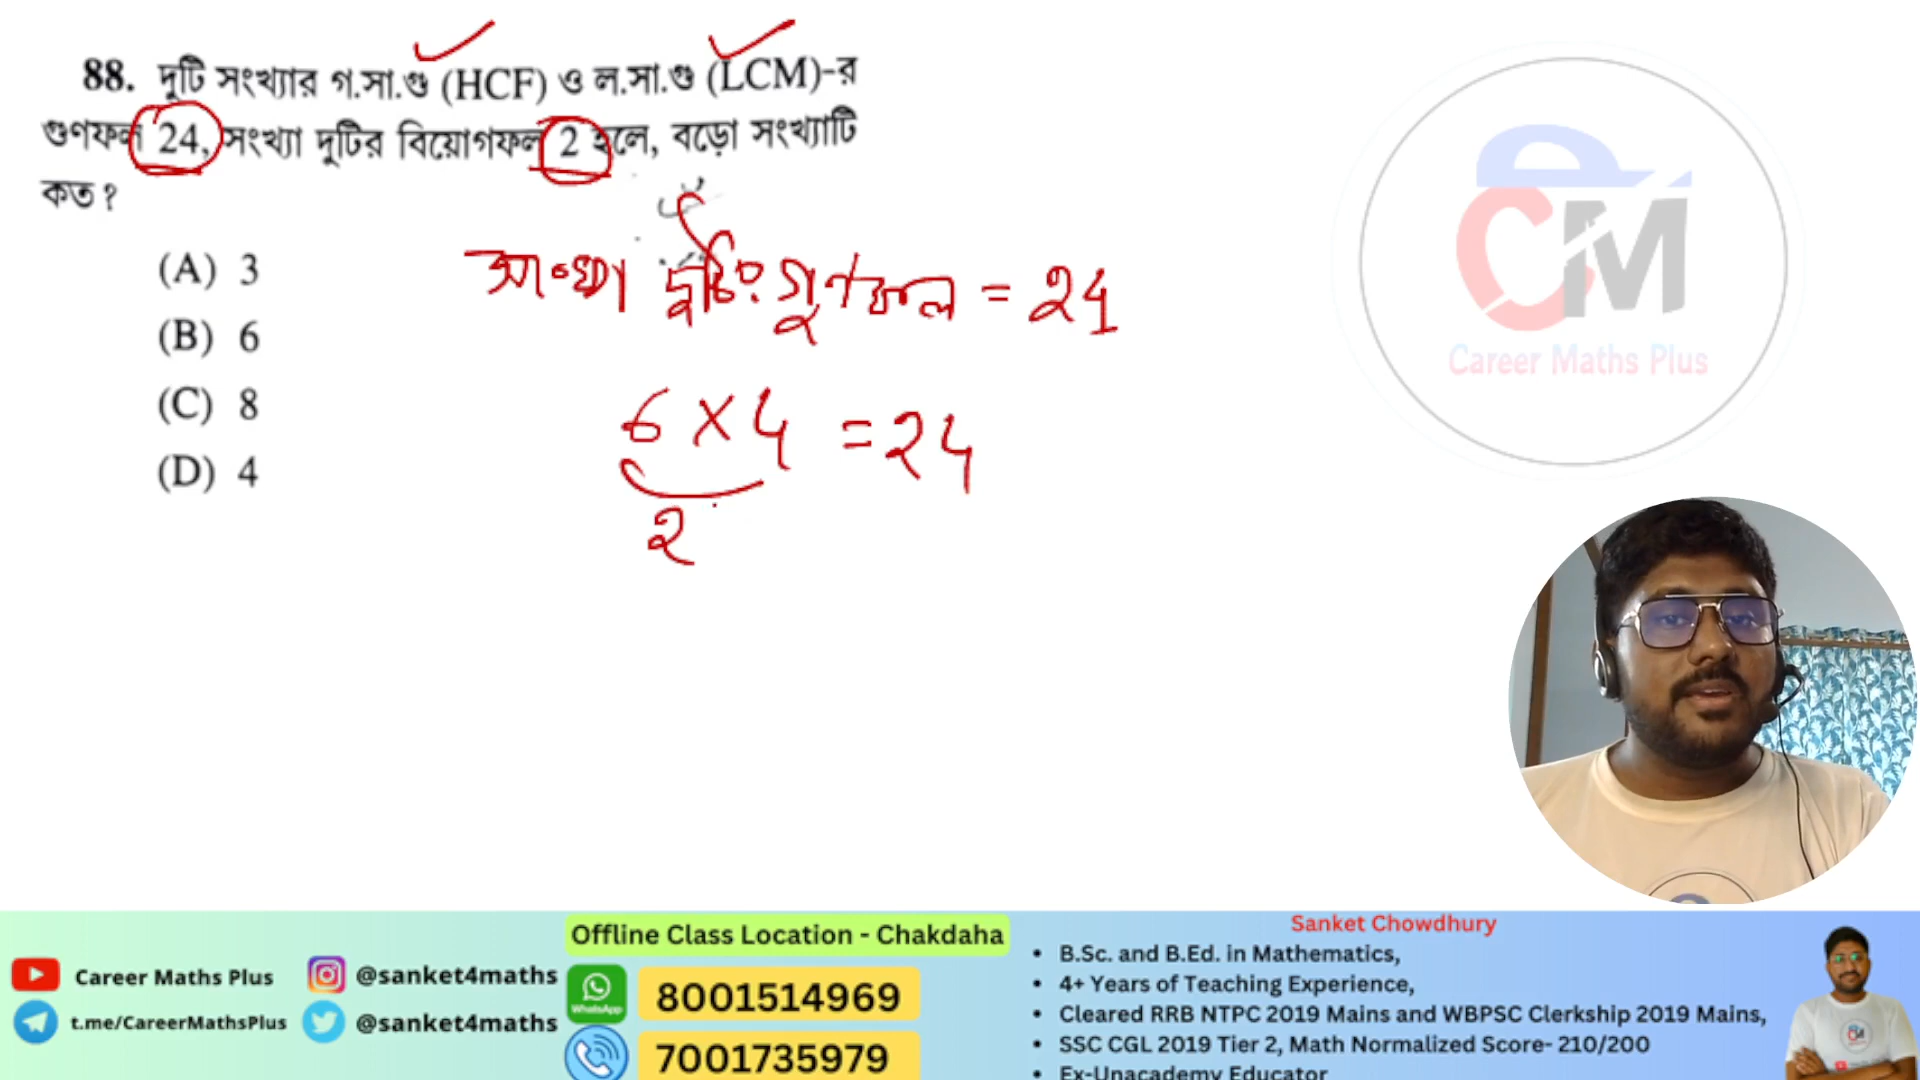 88. দুটি সংখ্যার গ.সা.গু (HCF) ও ল.সা.গু (LCM)-র
গুণফল 24, সংখ্যা দুটির বিয়োগফল 2 হলে, বড়ো সংখ্যাটি
কত?
(A) 3
(B) 6
(C) 8
(D) 4
সংখ্যা দুটির গুণফল = 24
6 × 4 = 24
2
CM
Career Maths Plus
Offline Class Location - Chakdaha
Career Maths Plus
@sanket4maths
t.me/CareerMathsPlus
@sanket4maths
WhatsApp
8001514969
7001735979
Sanket Chowdhury
• B.Sc. and B.Ed. in Mathematics,
• 4+ Years of Teaching Experience,
• Cleared RRB NTPC 2019 Mains and WBPSC Clerkship 2019 Mains,
• SSC CGL 2019 Tier 2, Math Normalized Score- 210/200
• Ex-Unacademy Educator